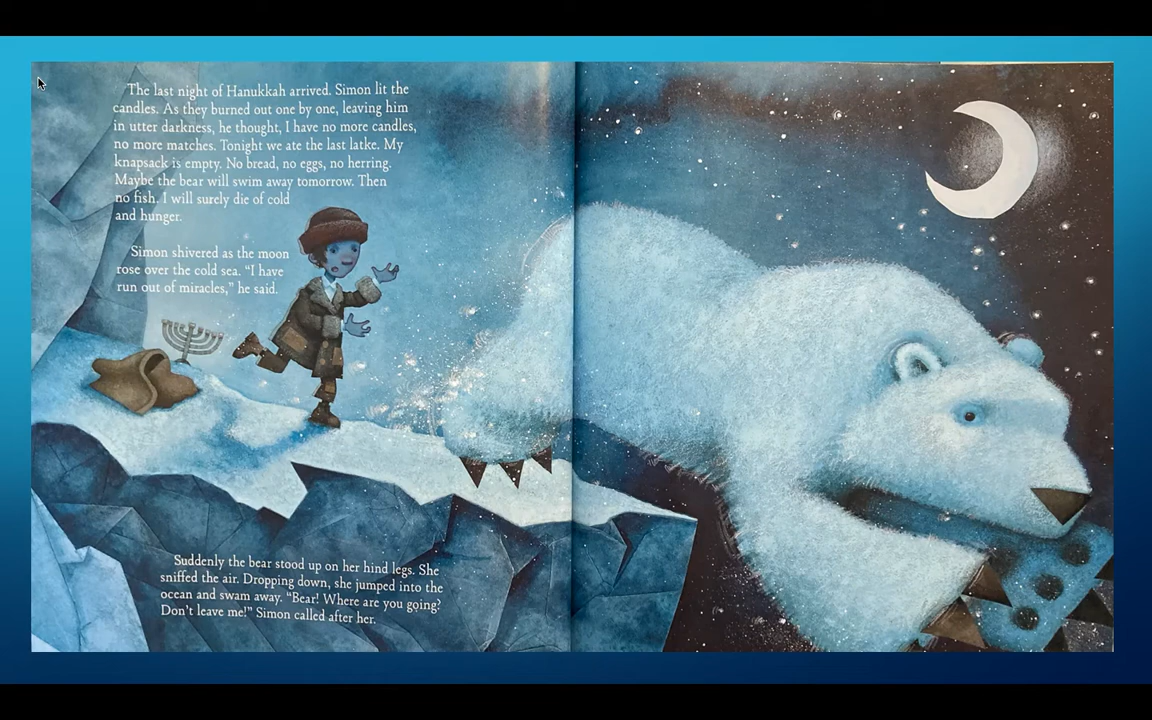 The last night of Hanukkah arrived. Simon lit the
candles. As they burned out one by one, leaving him
in utter darkness, he thought, I have no more candles,
no more matches. Tonight we ate the last latke. My
knapsack is empty. No bread, no eggs, no herring.
Maybe the bear will swim away tomorrow. Then
no fish. I will surely die of cold
and hunger.
Simon shivered as the moon
rose over the cold sea. “I have
run out of miracles,” he said.
Suddenly the bear stood up on her hind legs. She
sniffed the air. Dropping down, she jumped into the
ocean and swam away. “Bear! Where are you going?
Don’t leave me!” Simon called after her.